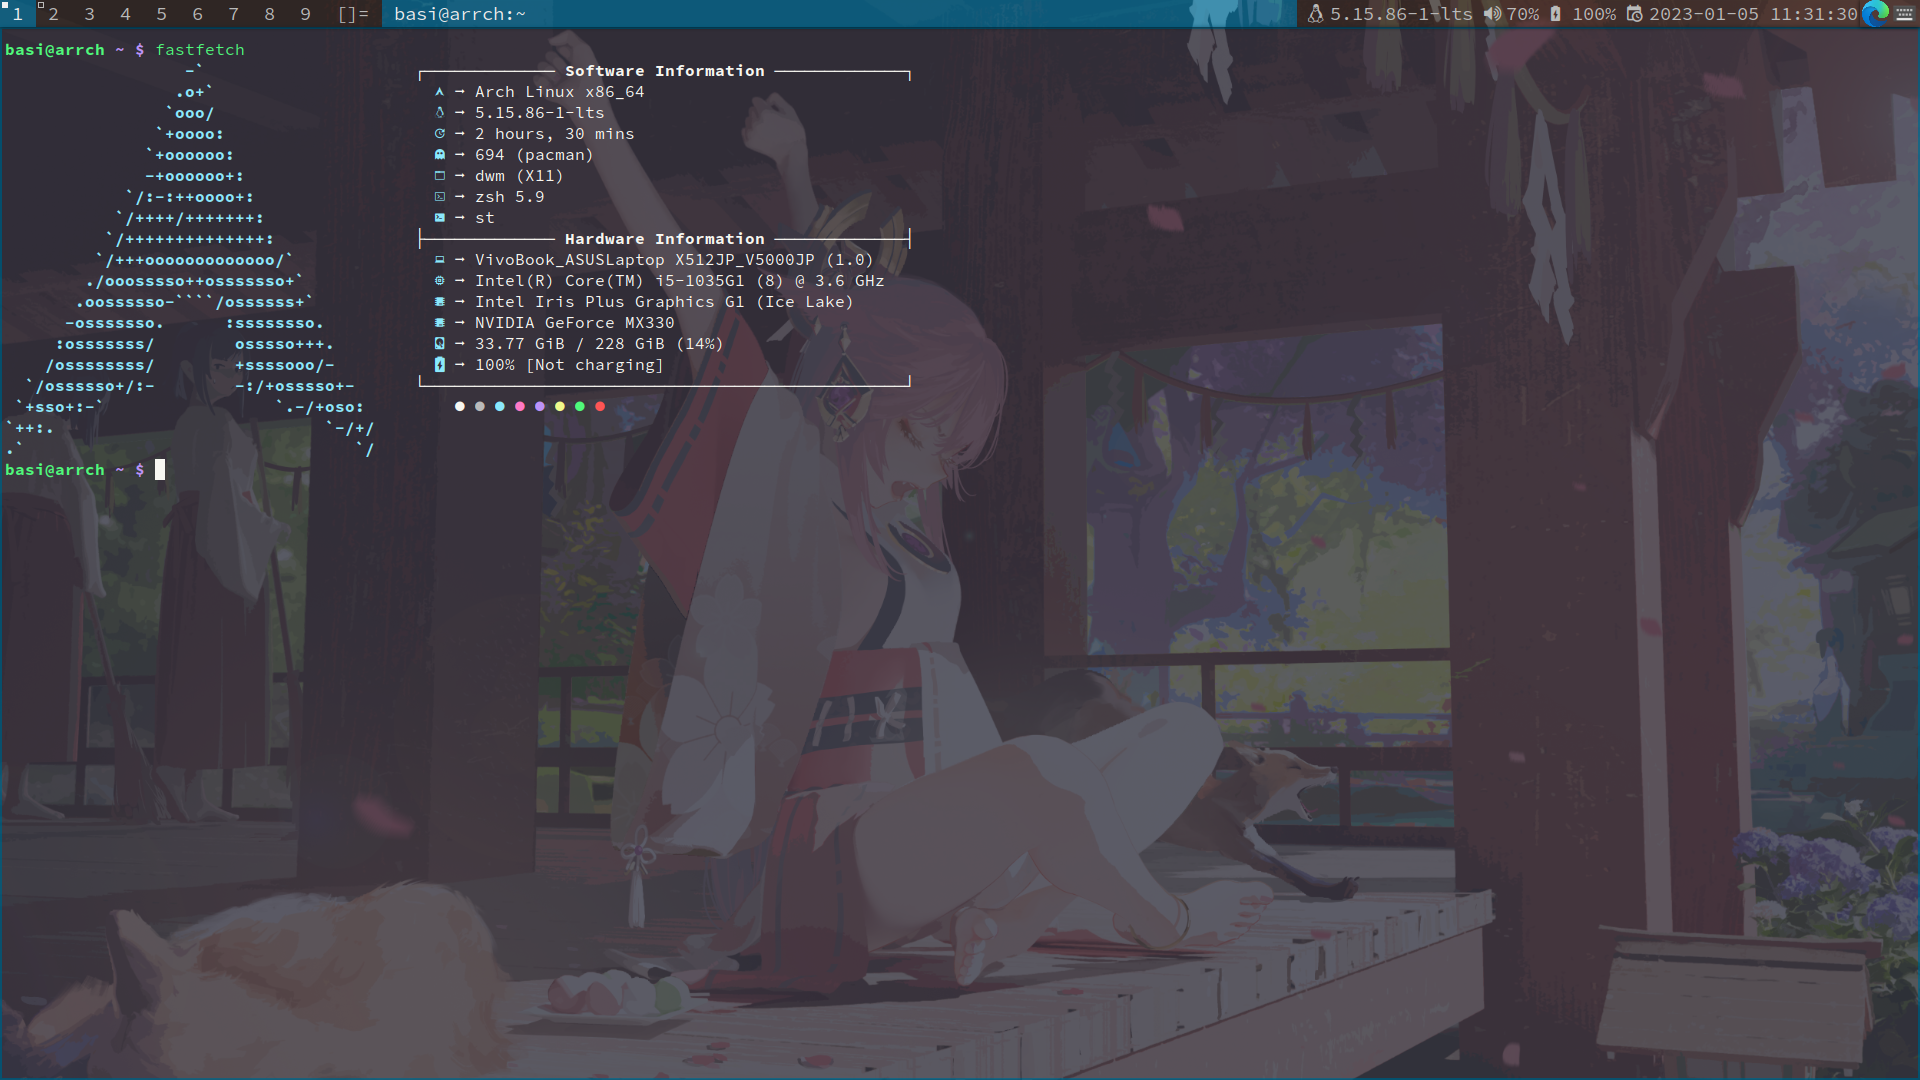 1 2 3 4 5 6 7 8 9 []= basi@arrch:~ 5.15.86-1-lts 70% 100% 2023-01-05 11:31:30
basi@arrch ~ $ fastfetch
-`
.o+`
`ooo/
`+oooo:
`+oooooo:
-+oooooo+:
`/:-:++oooo+:
`/++++/+++++++:
`/++++++++++++++:
`/+++ooooooooooooo/`
./ooosssso++osssssso+`
.oossssso-````/ossssss+`
-osssssso. :ssssssso.
:osssssss/ osssso+++.
/ossssssss/ +ssssooo/-
`/ossssso+/:- -:/+osssso+-
`+sso+:-` `.-/+oso:
`++:. `-/+/
.` `/
Software Information
→ Arch Linux x86_64
→ 5.15.86-1-lts
→ 2 hours, 30 mins
→ 694 (pacman)
→ dwm (X11)
→ zsh 5.9
→ st
Hardware Information
→ VivoBook_ASUSLaptop X512JP_V5000JP (1.0)
→ Intel(R) Core(TM) i5-1035G1 (8) @ 3.6 GHz
→ Intel Iris Plus Graphics G1 (Ice Lake)
→ NVIDIA GeForce MX330
→ 33.77 GiB / 228 GiB (14%)
→ 100% [Not charging]
basi@arrch ~ $